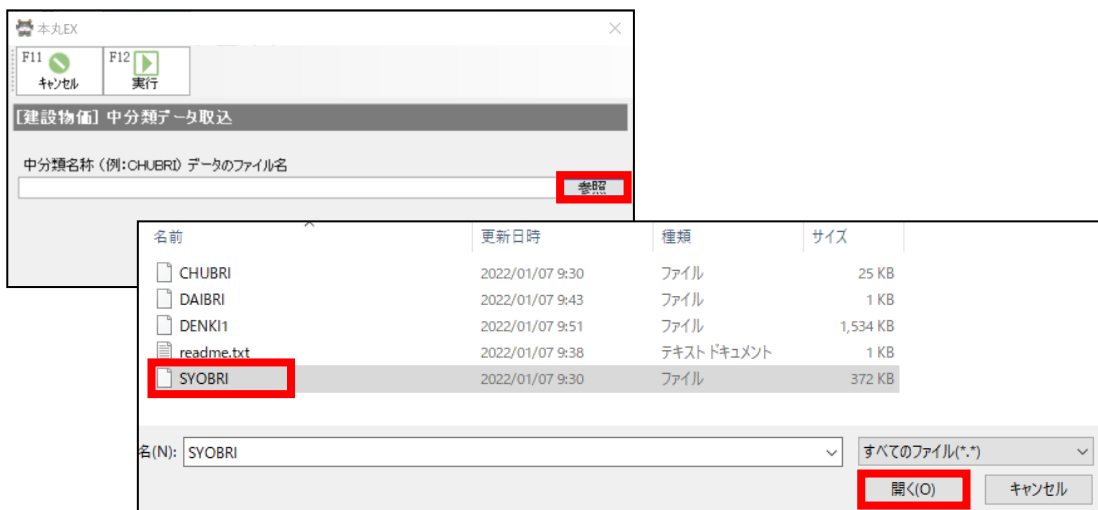 本丸EX
F11 キャンセル F12 実行
[建設物価] 中分類データ取込
中分類名称（例：CHUBRI）データのファイル名
参照
名前 更新日時 種類 サイズ
CHUBRI 2022/01/07 9:30 ファイル 25 KB
DAIBRI 2022/01/07 9:43 ファイル 1 KB
DENKI1 2022/01/07 9:51 ファイル 1,534 KB
readme.txt 2022/01/07 9:38 テキスト ドキュメント 1 KB
SYOBRI 2022/01/07 9:30 ファイル 372 KB
名(N): SYOBRI すべてのファイル(*.*)
開く(O) キャンセル